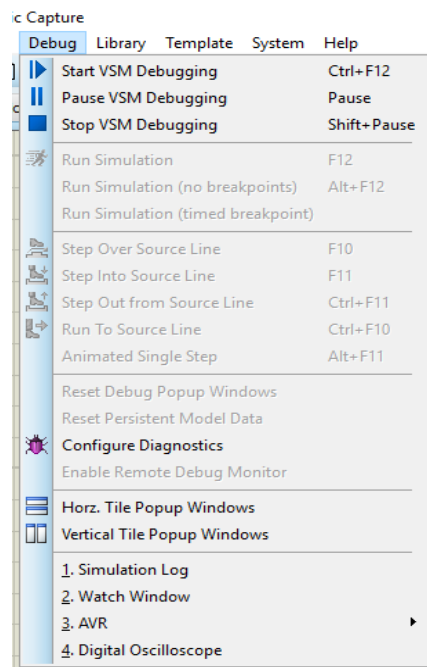 ic Capture
Debug Library Template System Help
Start VSM Debugging Ctrl+F12
Pause VSM Debugging Pause
Stop VSM Debugging Shift+Pause
Run Simulation F12
Run Simulation (no breakpoints) Alt+F12
Run Simulation (timed breakpoint)
Step Over Source Line F10
Step Into Source Line F11
Step Out from Source Line Ctrl+F11
Run To Source Line Ctrl+F10
Animated Single Step Alt+F11
Reset Debug Popup Windows
Reset Persistent Model Data
Configure Diagnostics
Enable Remote Debug Monitor
Horz. Tile Popup Windows
Vertical Tile Popup Windows
1. Simulation Log
2. Watch Window
3. AVR
4. Digital Oscilloscope